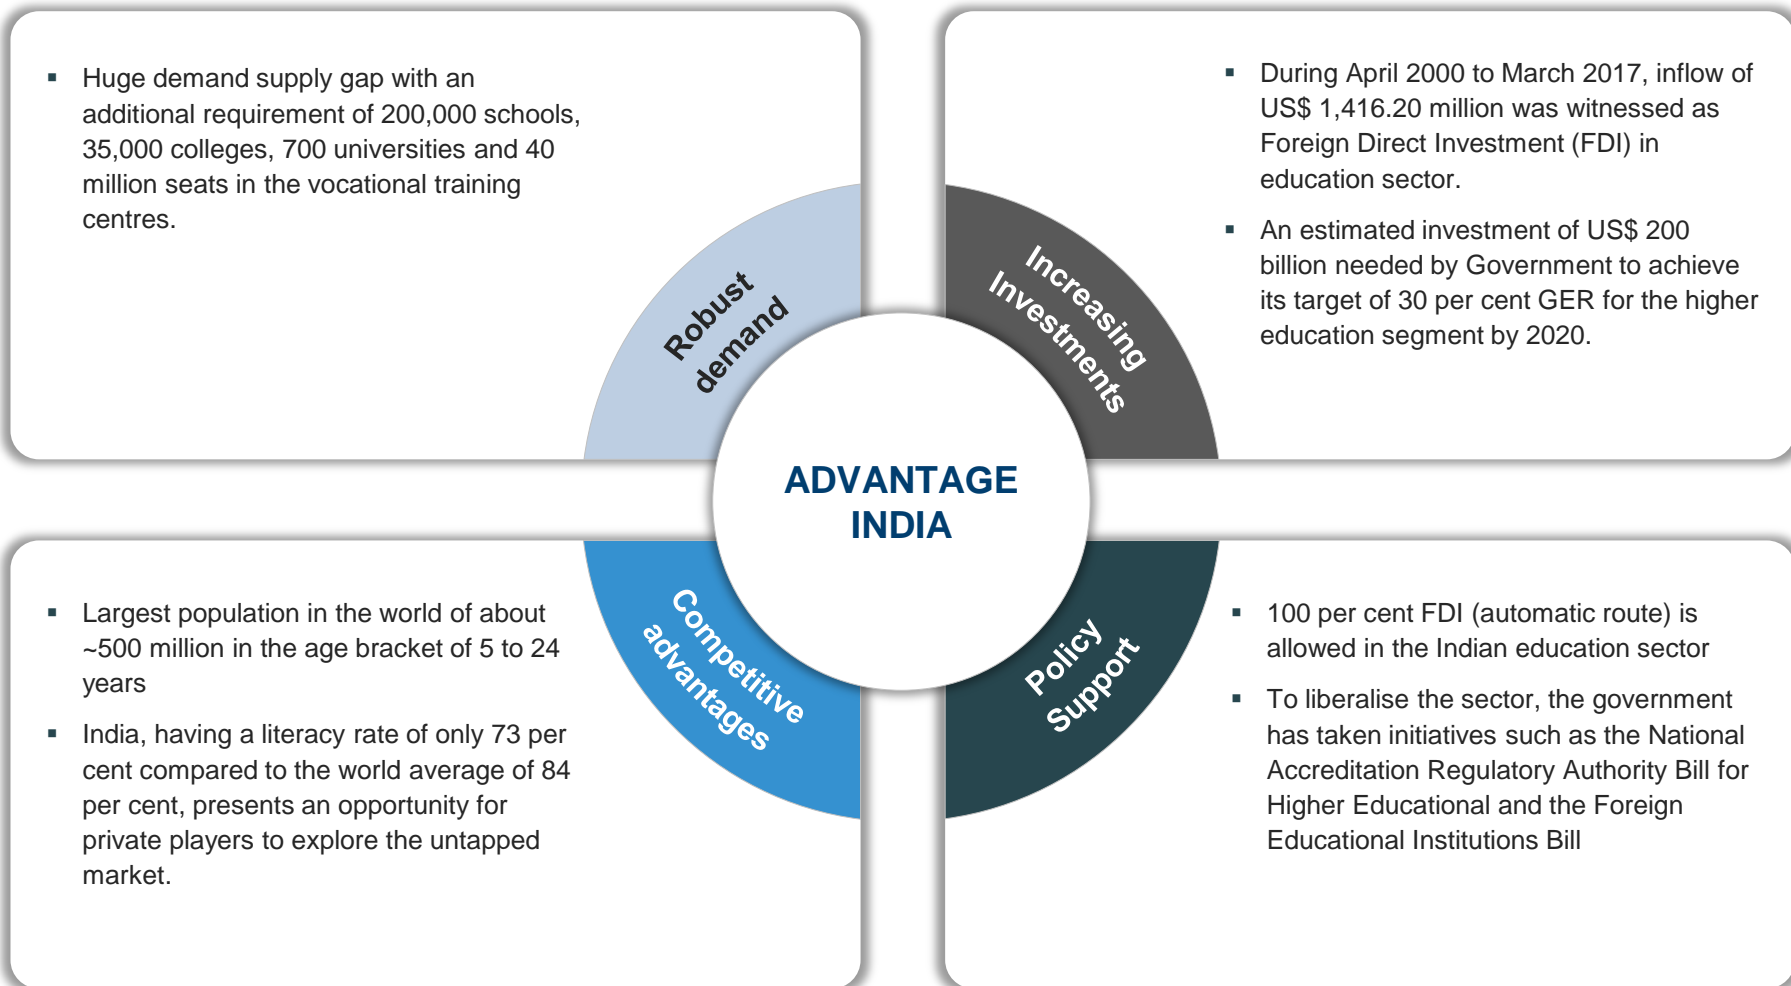 ▪ Huge demand supply gap with an
additional requirement of 200,000 schools,
35,000 colleges, 700 universities and 40
million seats in the vocational training
centres.
Robust
demand
▪ During April 2000 to March 2017, inflow of
US$ 1,416.20 million was witnessed as
Foreign Direct Investment (FDI) in
education sector.
▪ An estimated investment of US$ 200
billion needed by Government to achieve
its target of 30 per cent GER for the higher
education segment by 2020.
Increasing
Investments
ADVANTAGE
INDIA
▪ Largest population in the world of about
~500 million in the age bracket of 5 to 24
years
▪ India, having a literacy rate of only 73 per
cent compared to the world average of 84
per cent, presents an opportunity for
private players to explore the untapped
market.
Competitive
advantages
▪ 100 per cent FDI (automatic route) is
allowed in the Indian education sector
▪ To liberalise the sector, the government
has taken initiatives such as the National
Accreditation Regulatory Authority Bill for
Higher Educational and the Foreign
Educational Institutions Bill
Policy
Support